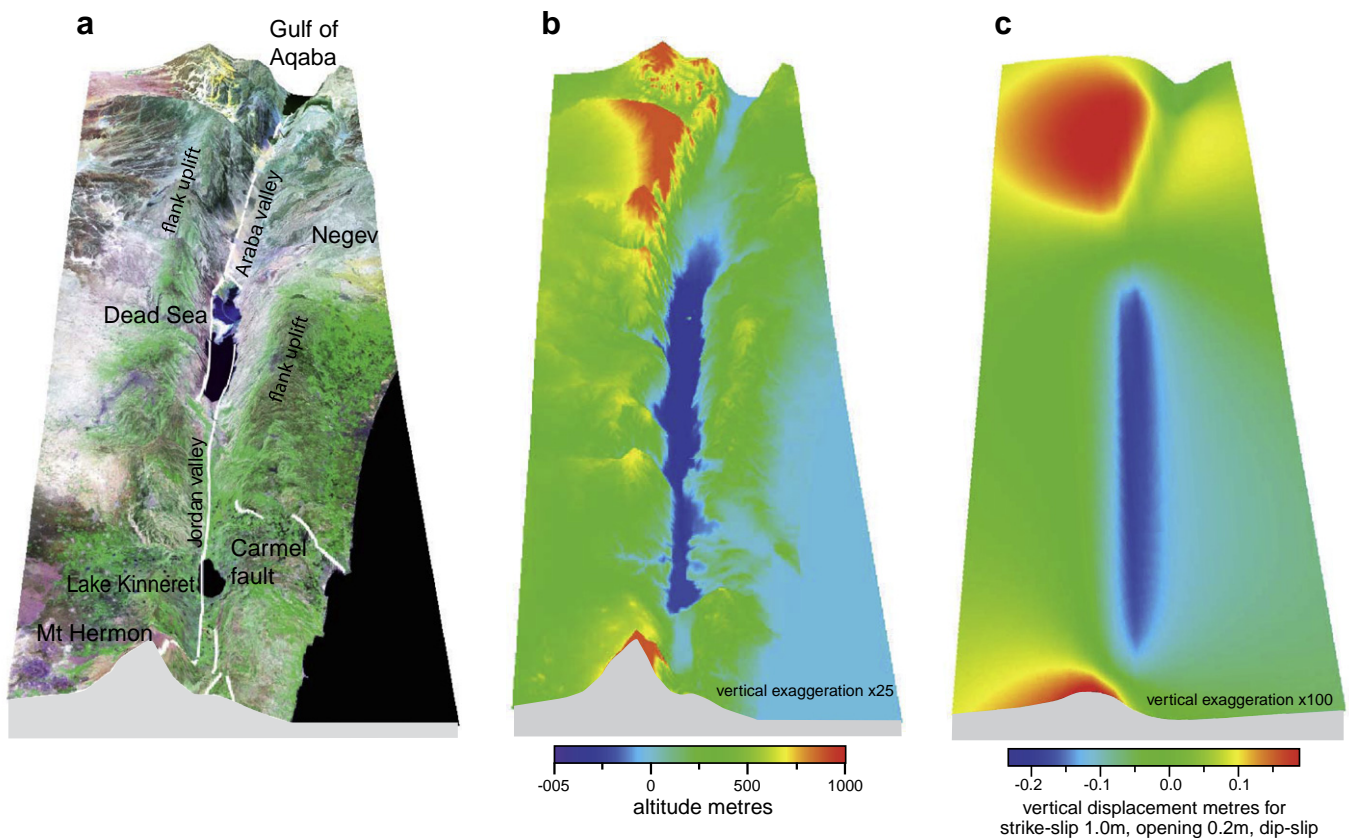 a
Gulf of
Aqaba
flank uplift
Araba valley
Negev
Dead Sea
flank uplift
Jordan valley
Carmel
fault
Lake Kinneret
Mt Hermon
b
vertical exaggeration x25
-005 0 500 1000
altitude metres
c
vertical exaggeration x100
-0.2 -0.1 0.0 0.1
vertical displacement metres for
strike-slip 1.0m, opening 0.2m, dip-slip